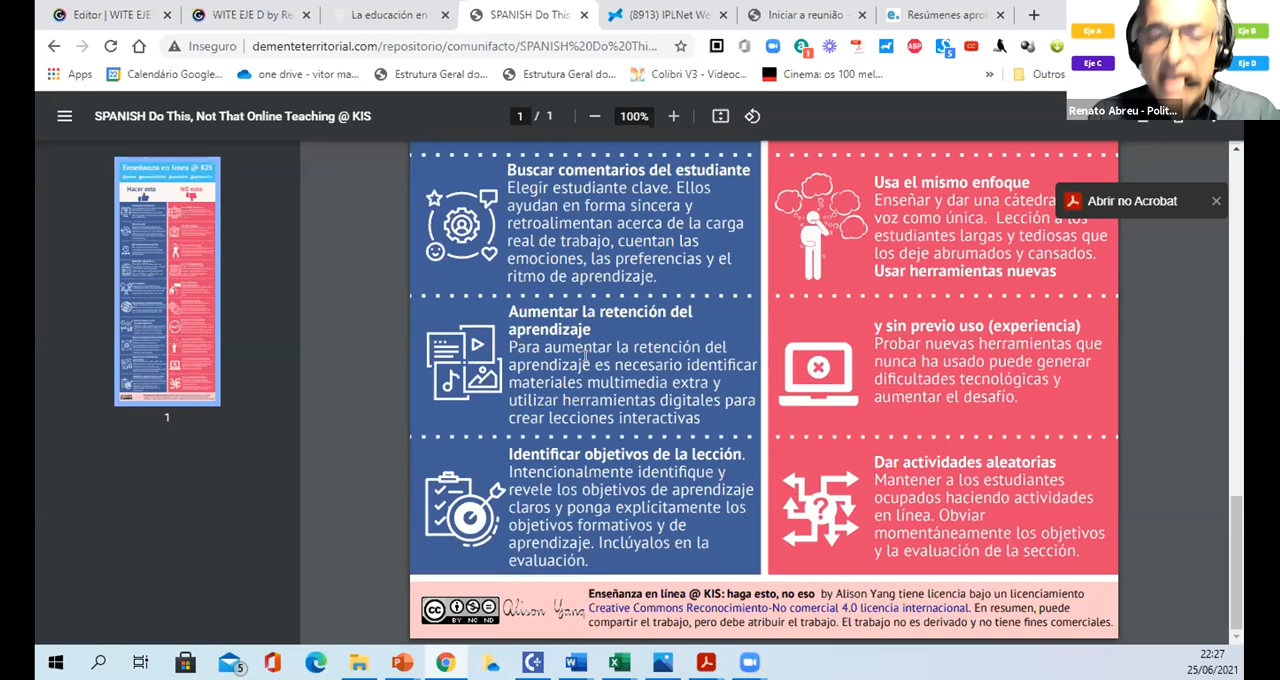 Editor | WITE EJE
WITE EJE D by Re
La educación en
SPANISH Do This,
(8913) IPLNet We
Iniciar a reunião -
Resúmenes apro
Inseguro
dementeterritorial.com/repositorio/comunifacto/SPANISH%20Do%20Thi...
Apps
Calendário Google...
one drive - vitor ma...
Estrutura Geral do...
Estrutura Geral do...
Colibri V3 - Videoc...
Cinema: os 100 mel...
»
Outros
Eje A
Eje B
Eje C
Eje D
Renato Abreu - Polit...
SPANISH Do This, Not That Online Teaching @ KIS
1 / 1
100%
Abrir no Acrobat
Enseñanza en línea @ KIS
Hacer esto
NO esto
1
Buscar comentarios del estudiante
Elegir estudiante clave. Ellos
ayudan en forma sincera y
retroalimentan acerca de la carga
real de trabajo, cuentan las
emociones, las preferencias y el
ritmo de aprendizaje.
Usa el mismo enfoque
Enseñar y dar una cátedra
voz como única. Lección a los
estudiantes largas y tediosas que
los deje abrumados y cansados.
Usar herramientas nuevas
Aumentar la retención del
aprendizaje
Para aumentar la retención del
aprendizaje es necesario identificar
materiales multimedia extra y
utilizar herramientas digitales para
crear lecciones interactivas
y sin previo uso (experiencia)
Probar nuevas herramientas que
nunca ha usado puede generar
dificultades tecnológicas y
aumentar el desafío.
Identificar objetivos de la lección.
Intencionalmente identifique y
revele los objetivos de aprendizaje
claros y ponga explicitamente los
objetivos formativos y de
aprendizaje. Inclúyalos en la
evaluación.
Dar actividades aleatorias
Mantener a los estudiantes
ocupados haciendo actividades
en línea. Obviar
momentáneamente los objetivos
y la evaluación de la sección.
cc
BY NC ND
Alison Yang
Enseñanza en línea @ KIS: haga esto, no eso by Alison Yang tiene licencia bajo un licenciamiento
Creative Commons Reconocimiento-No comercial 4.0 licencia internacional. En resumen, puede
compartir el trabajo, pero debe atribuir el trabajo. El trabajo no es derivado y no tiene fines comerciales.
22:27
25/06/2021